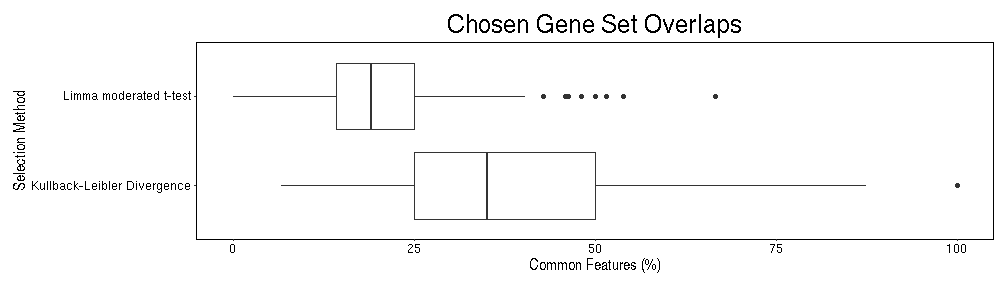 Chosen Gene Set Overlaps
Selection Method
Limma moderated t-test
Kullback-Leibler Divergence
0 25 50 75 100
Common Features (%)